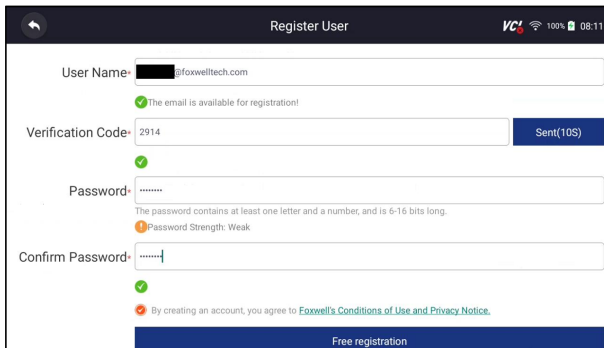 Register User
VCI 100% 08:11
User Name* @foxwelltech.com
The email is available for registration!
Verification Code* 2914 Sent(10S)
Password* ········
The password contains at least one letter and a number, and is 6-16 bits long.
Password Strength: Weak
Confirm Password* ········
By creating an account, you agree to Foxwell's Conditions of Use and Privacy Notice.
Free registration